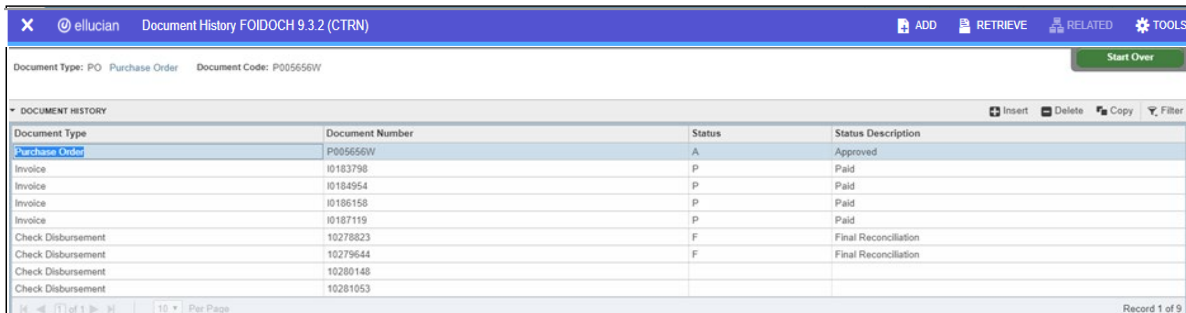 X ellucian Document History FOIDOCH 9.3.2 (CTRN) ADD RETRIEVE RELATED TOOLS
Document Type: PO Purchase Order Document Code: P005656W Start Over
DOCUMENT HISTORY Insert Delete Copy Filter
Document Type Document Number Status Status Description
Purchase Order P005656W A Approved
Invoice I0183798 P Paid
Invoice I0184954 P Paid
Invoice I0186158 P Paid
Invoice I0187119 P Paid
Check Disbursement 10278823 F Final Reconciliation
Check Disbursement 10279644 F Final Reconciliation
Check Disbursement 10280148
Check Disbursement 10281053
1 of 1 10 Per Page Record 1 of 9